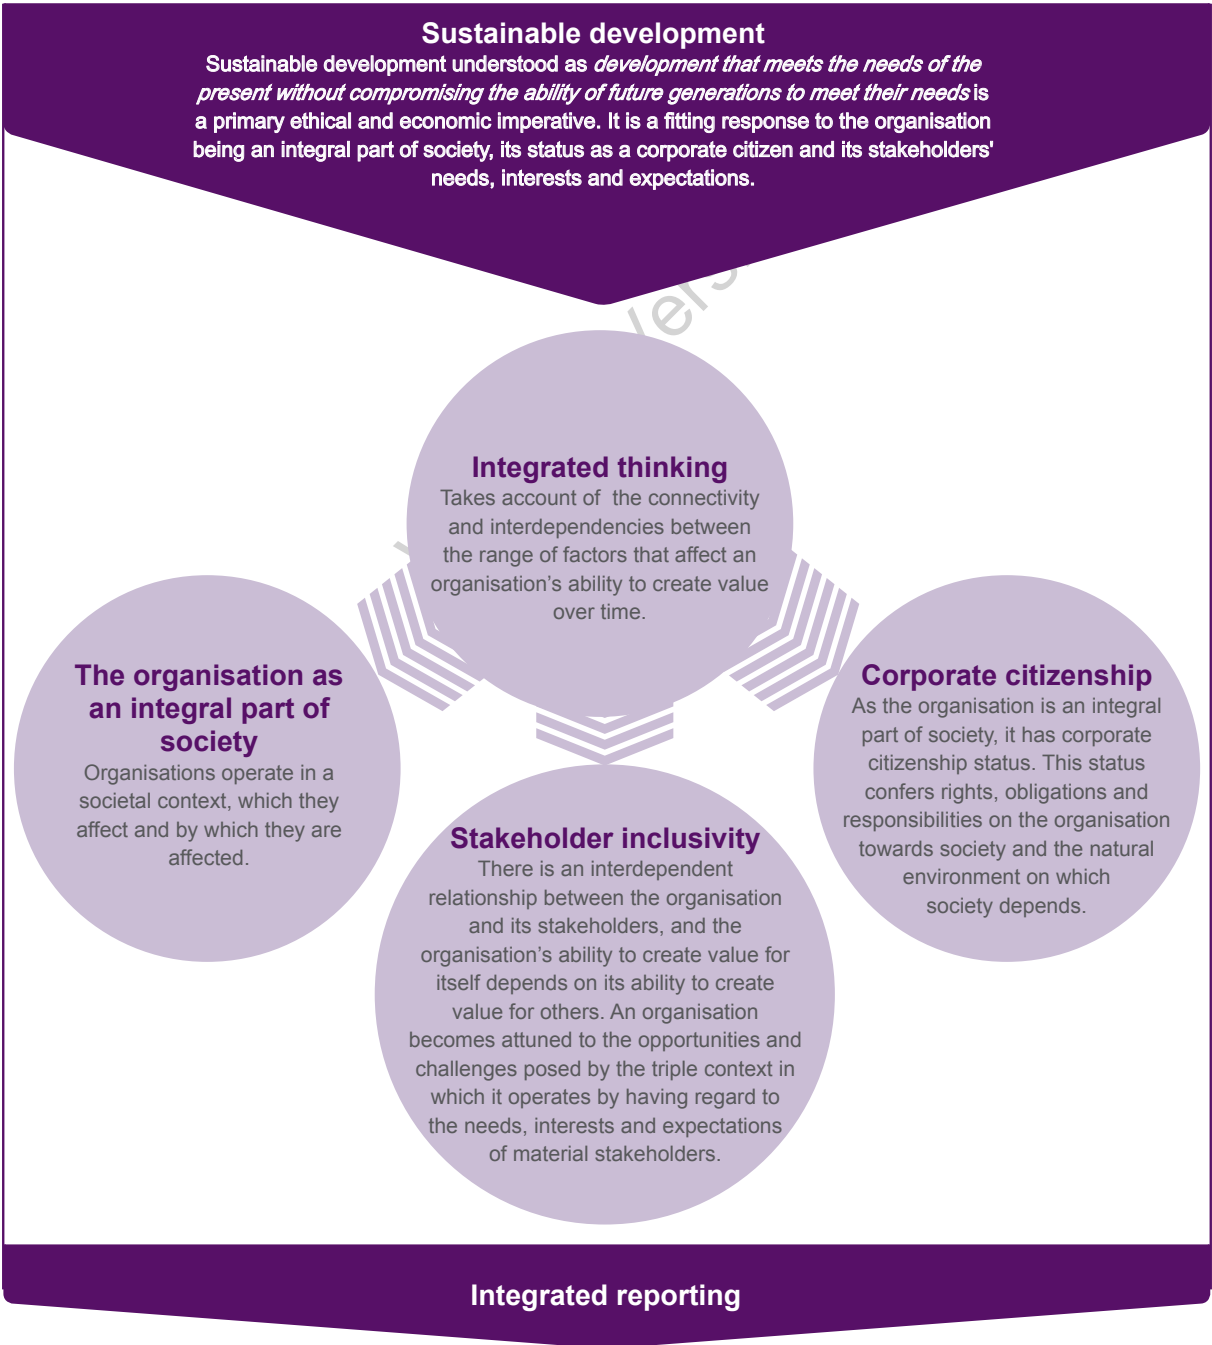 Sustainable development
Sustainable development understood as development that meets the needs of the
present without compromising the ability of future generations to meet their needs is
a primary ethical and economic imperative. It is a fitting response to the organisation
being an integral part of society, its status as a corporate citizen and its stakeholders'
needs, interests and expectations.
Integrated thinking
Takes account of the connectivity
and interdependencies between
the range of factors that affect an
organisation’s ability to create value
over time.
The organisation as
an integral part of
society
Organisations operate in a
societal context, which they
affect and by which they are
affected.
Corporate citizenship
As the organisation is an integral
part of society, it has corporate
citizenship status. This status
confers rights, obligations and
responsibilities on the organisation
towards society and the natural
environment on which
society depends.
Stakeholder inclusivity
There is an interdependent
relationship between the organisation
and its stakeholders, and the
organisation’s ability to create value for
itself depends on its ability to create
value for others. An organisation
becomes attuned to the opportunities and
challenges posed by the triple context in
which it operates by having regard to
the needs, interests and expectations
of material stakeholders.
Integrated reporting